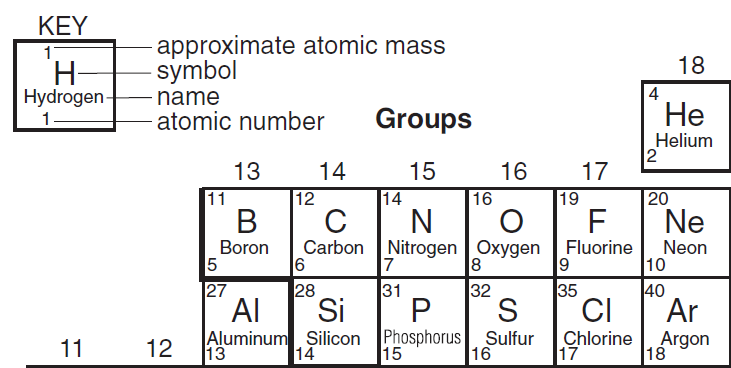 KEY
1
H
Hydrogen
1
approximate atomic mass
symbol
name
atomic number
Groups
18
4
He
Helium
2
13 14 15 16 17
11 12 14 16 19 20
B C N O F Ne
Boron Carbon Nitrogen Oxygen Fluorine Neon
5 6 7 8 9 10
27 28 31 32 35 40
Al Si P S Cl Ar
Aluminum Silicon Phosphorus Sulfur Chlorine Argon
11 12 13 14 15 16 17 18